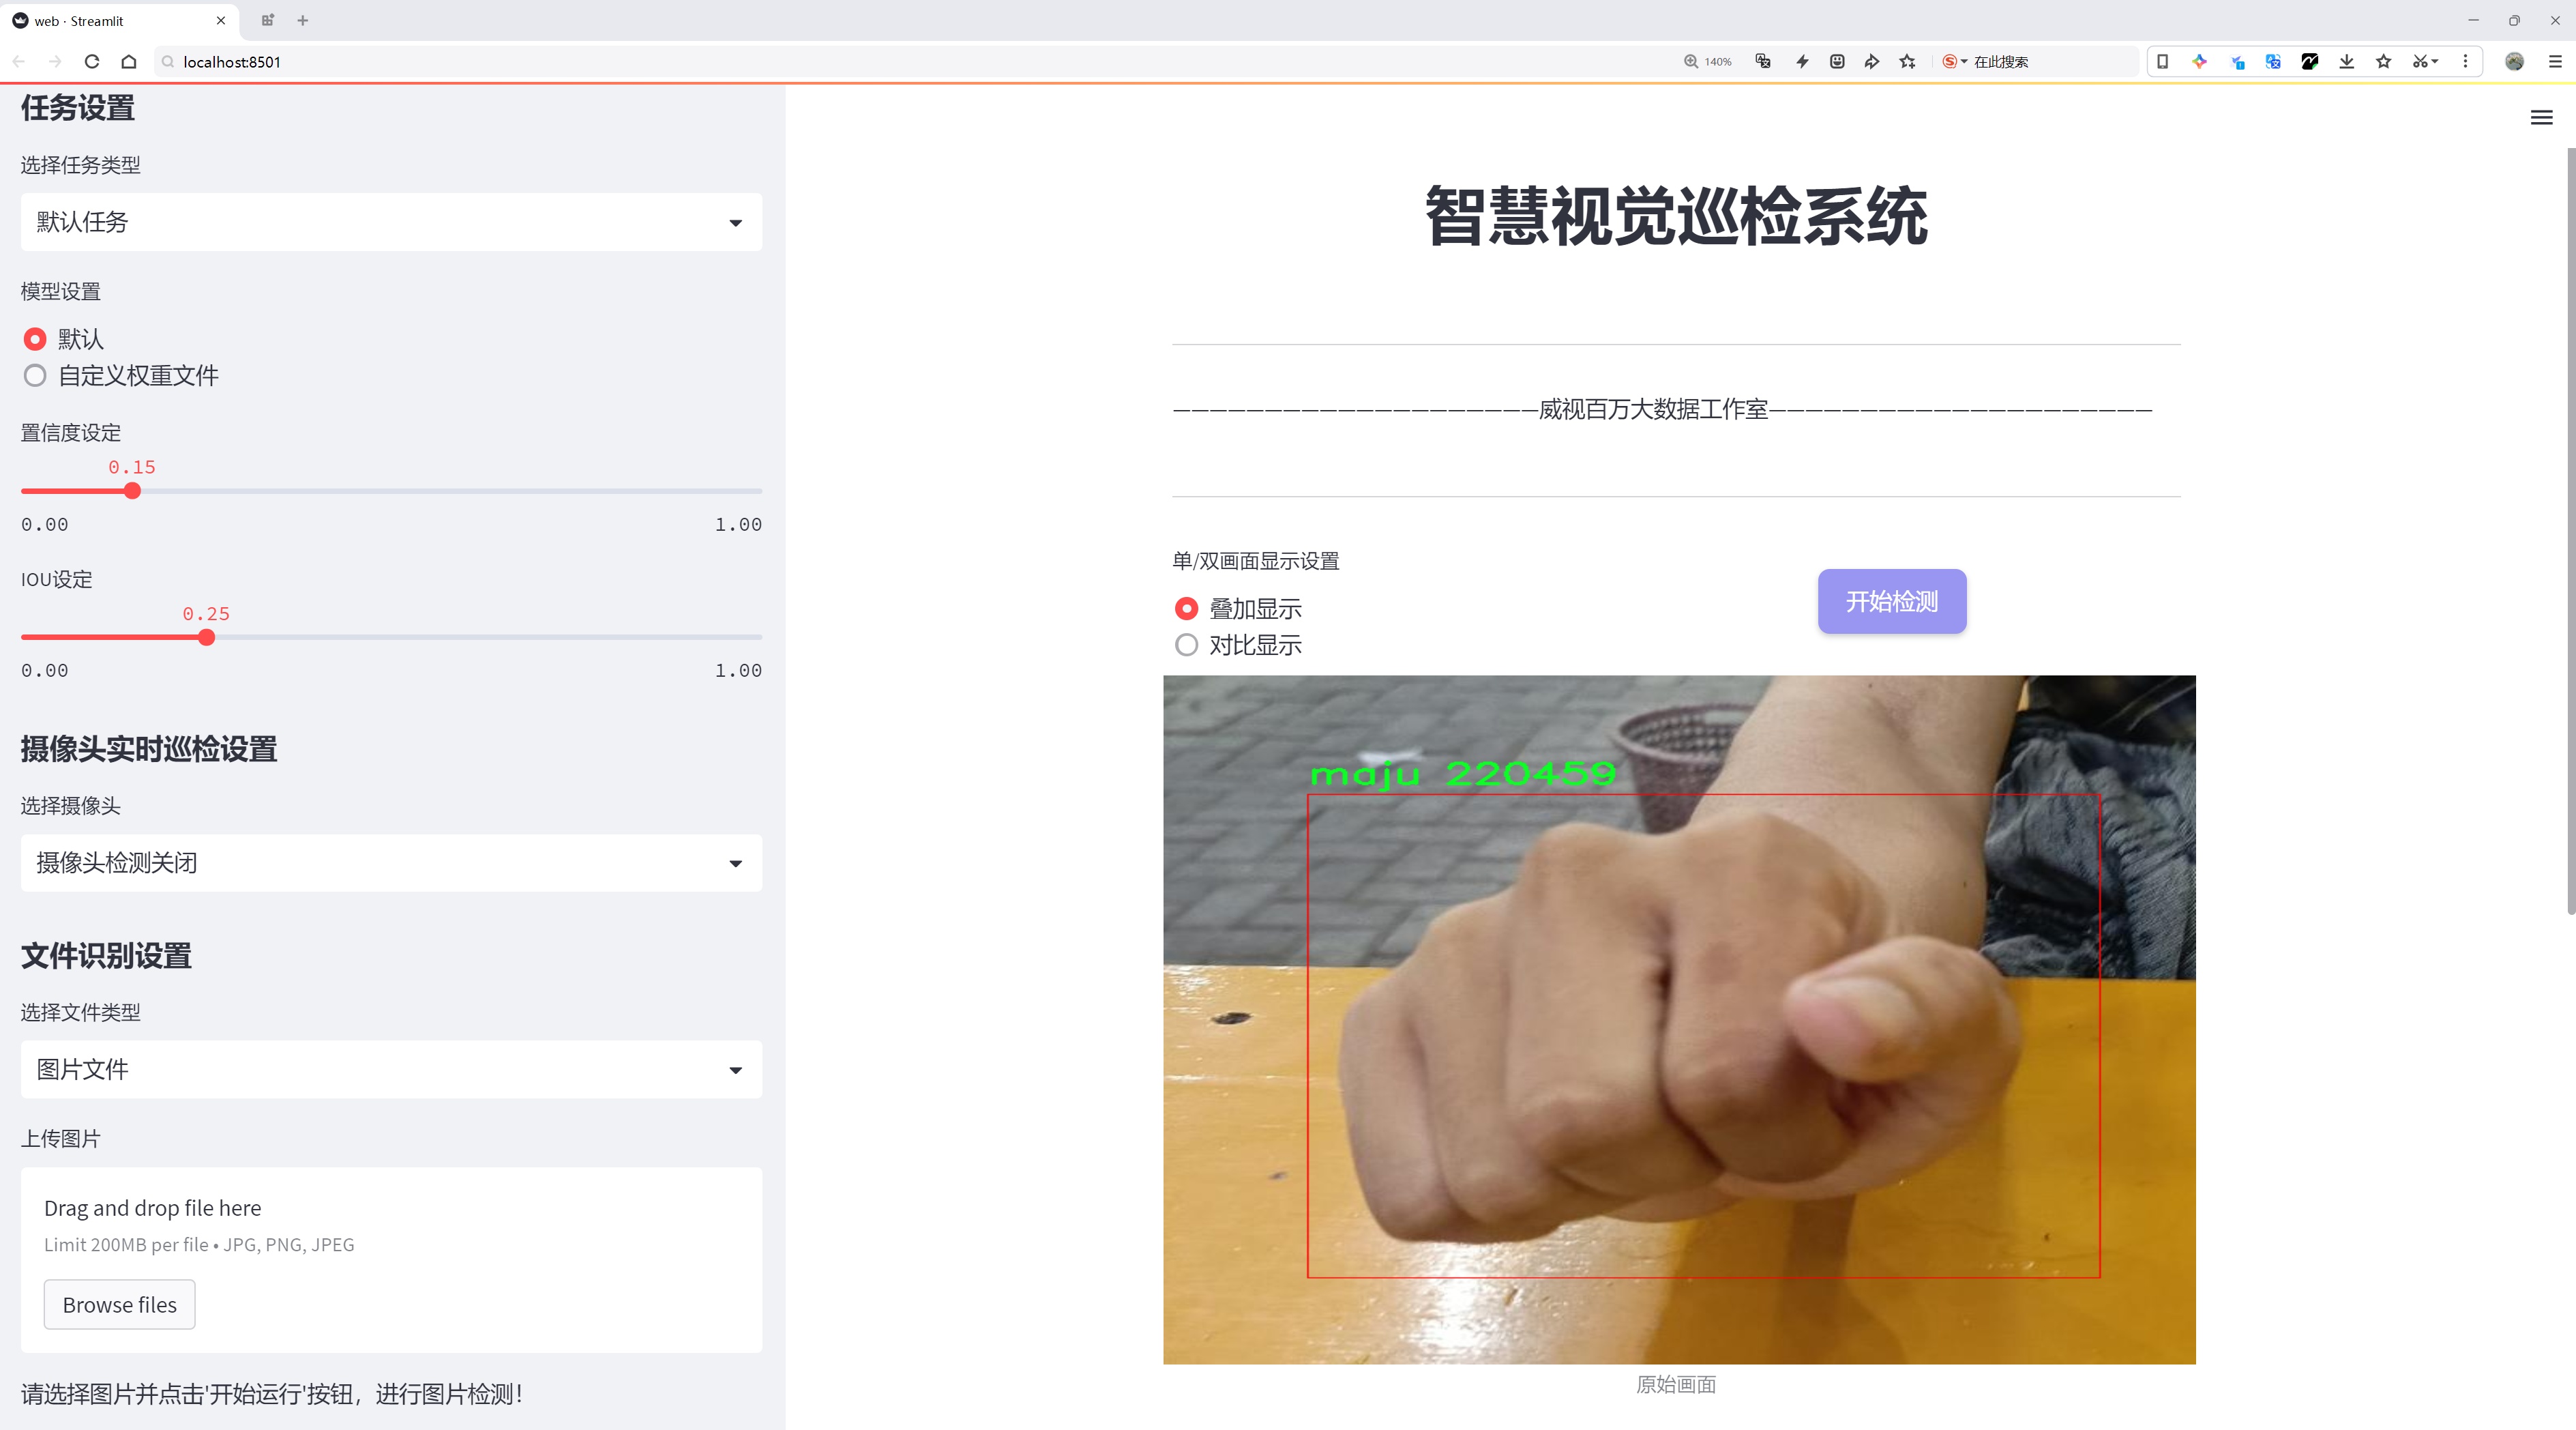 web · Streamlit
localhost:8501
140%
在此搜索
任务设置
选择任务类型
默认任务
模型设置
默认
自定义权重文件
置信度设定
0.15
0.00 1.00
IOU设定
0.25
0.00 1.00
摄像头实时巡检设置
选择摄像头
摄像头检测关闭
文件识别设置
选择文件类型
图片文件
上传图片
Drag and drop file here
Limit 200MB per file • JPG, PNG, JPEG
Browse files
请选择图片并点击'开始运行'按钮，进行图片检测！
智慧视觉巡检系统
————————————————————威视百万大数据工作室—————————————————————
单/双画面显示设置
叠加显示
对比显示
开始检测
maju 220459
原始画面